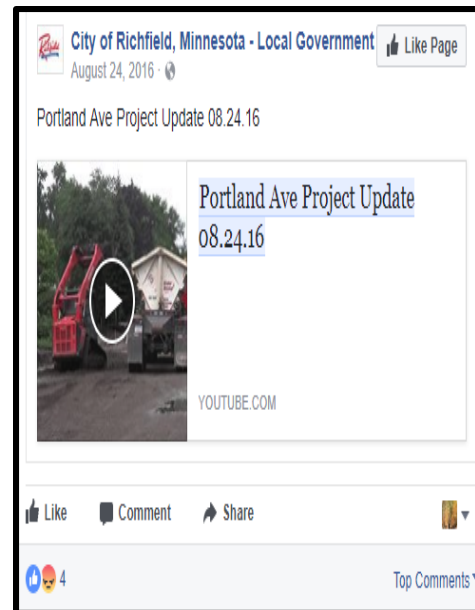 City of Richfield, Minnesota - Local Government
Like Page
August 24, 2016 ·
Portland Ave Project Update 08.24.16
Portland Ave Project Update
08.24.16
YOUTUBE.COM
Like Comment Share
4 Top Comments